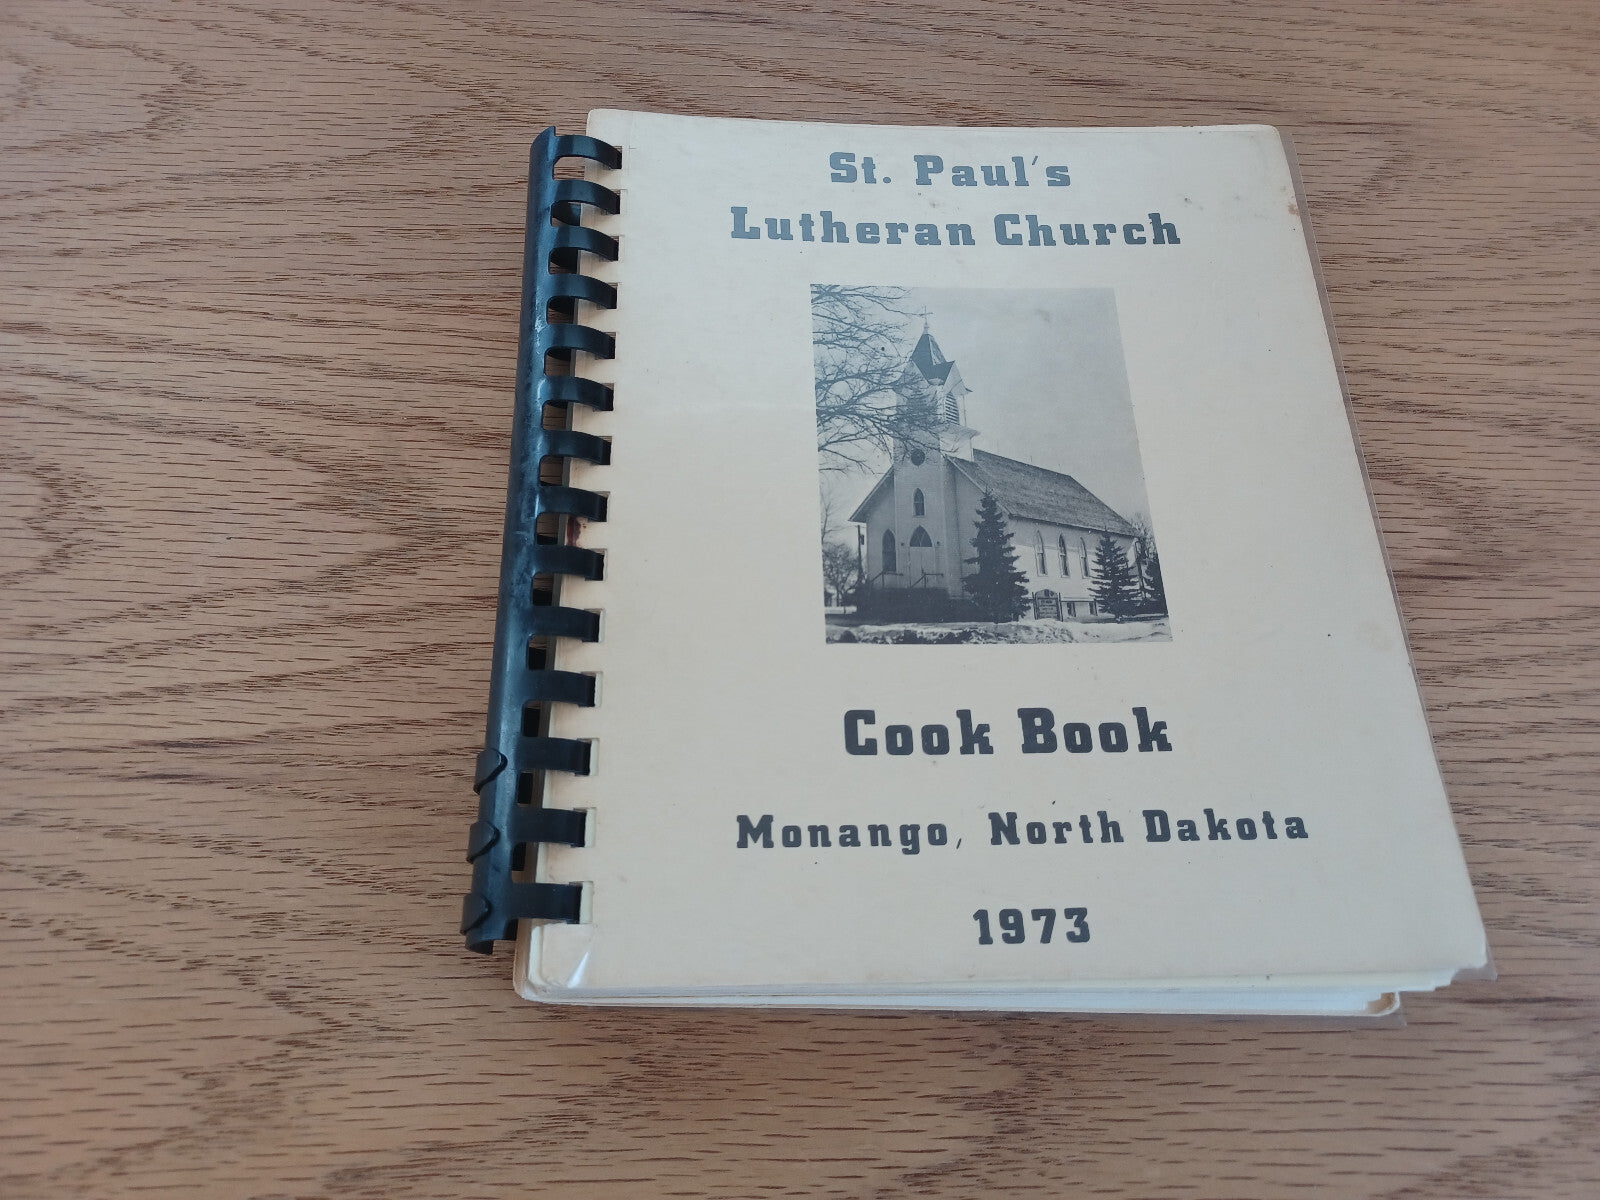 St. Paul's
Lutheran Church
Cook Book
Monango, North Dakota
1973